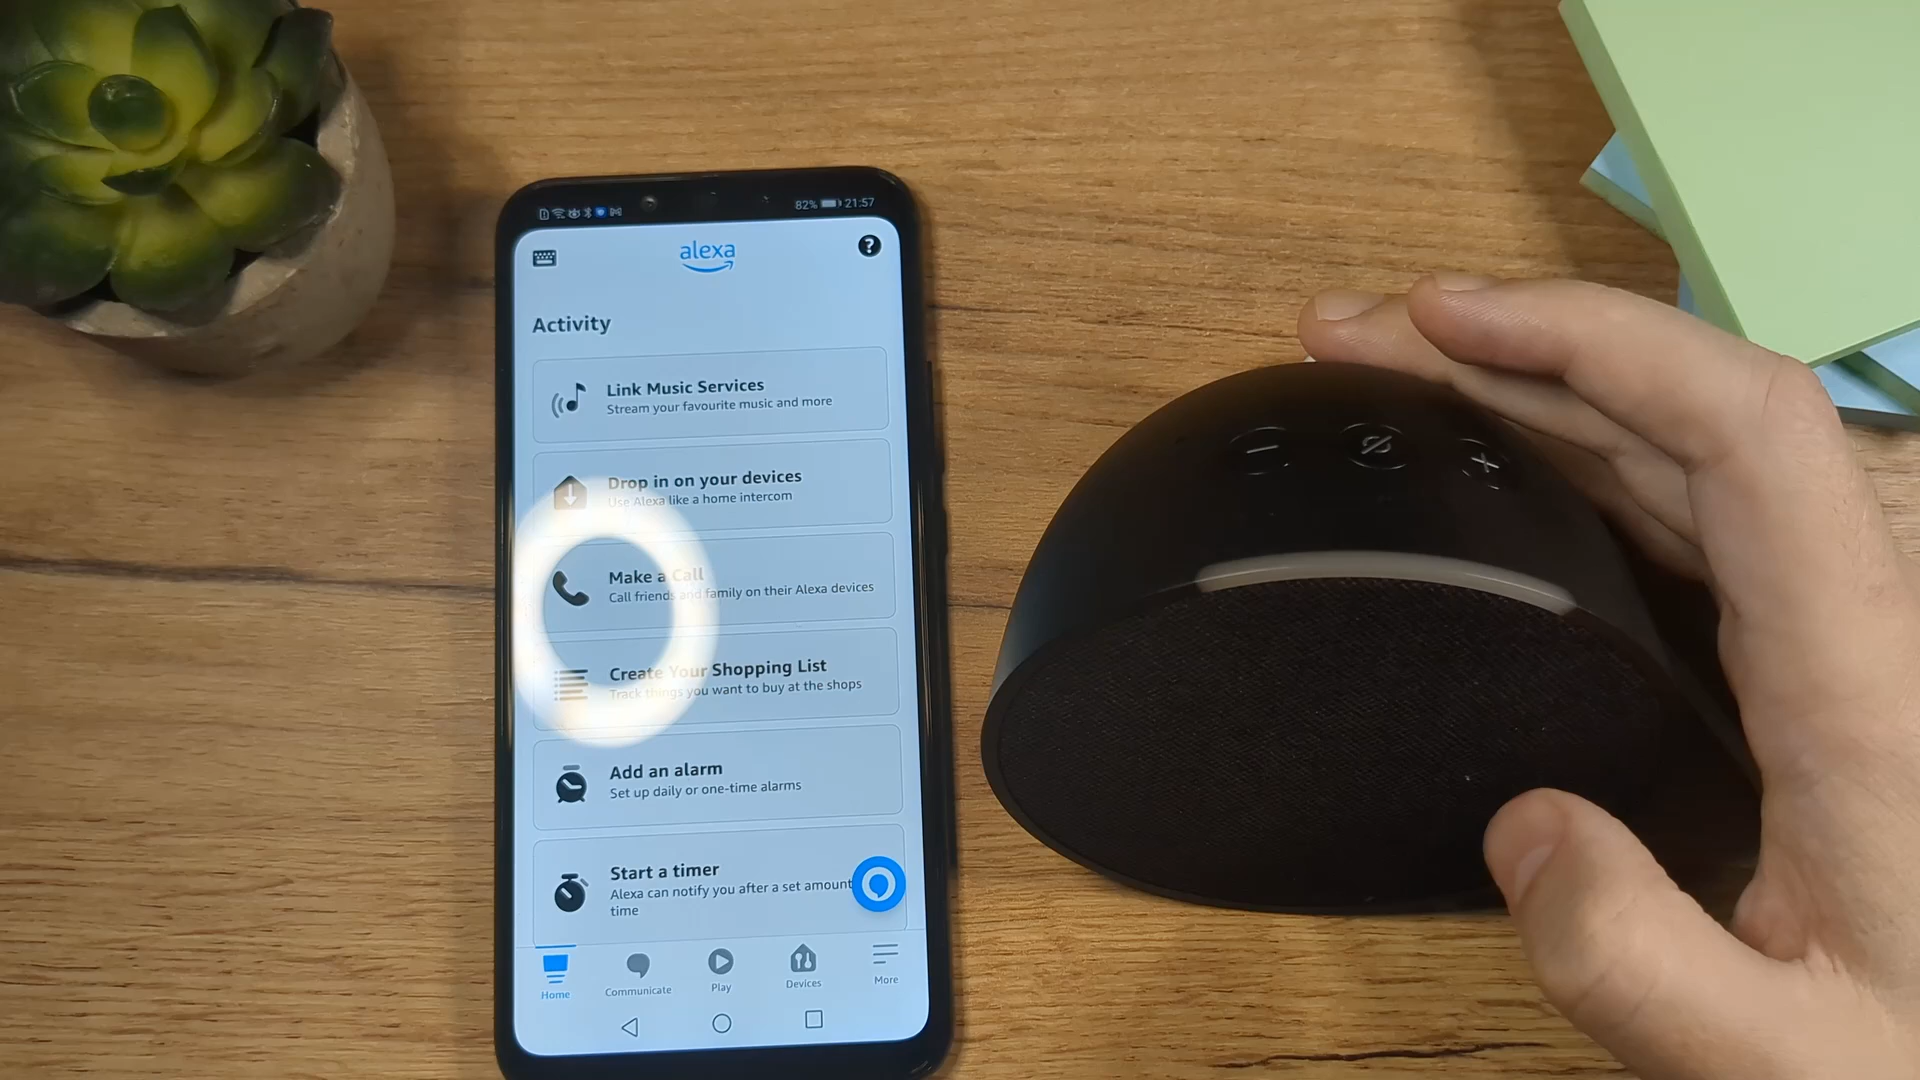 82% 21:57
alexa
?
Activity
Link Music Services
Stream your favourite music and more
Drop in on your devices
Use Alexa like a home intercom
Make a Call
Call friends and family on their Alexa devices
Create Your Shopping List
Track things you want to buy at the shops
Add an alarm
Set up daily or one-time alarms
Start a timer
Alexa can notify you after a set amount
time
Home
Communicate
Play
Devices
More